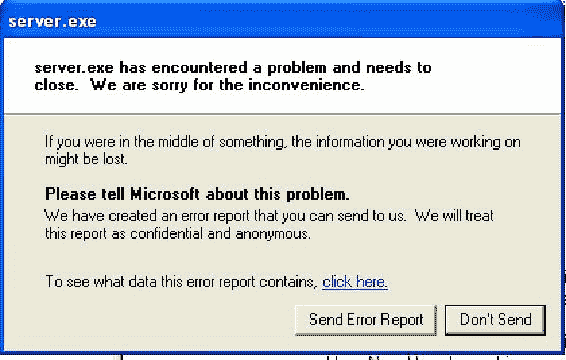 server.exe
server.exe has encountered a problem and needs to
close.  We are sorry for the inconvenience.
If you were in the middle of something, the information you were working on
might be lost.
Please tell Microsoft about this problem.
We have created an error report that you can send to us.  We will treat
this report as confidential and anonymous.
To see what data this error report contains, click here.
Send Error Report
Don't Send